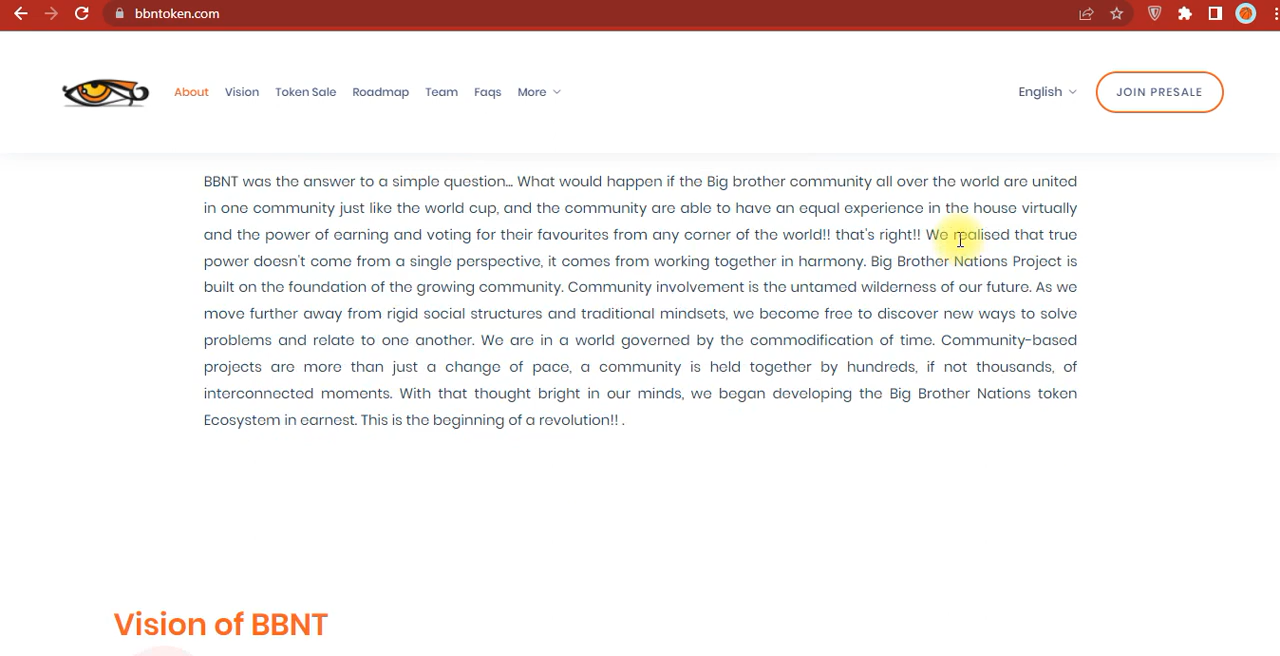 bbntoken.com
About Vision Token Sale Roadmap Team Faqs More English JOIN PRESALE
BBNT was the answer to a simple question... What would happen if the Big brother community all over the world are united
in one community just like the world cup, and the community are able to have an equal experience in the house virtually
and the power of earning and voting for their favourites from any corner of the world!! that's right!! We realised that true
power doesn't come from a single perspective, it comes from working together in harmony. Big Brother Nations Project is
built on the foundation of the growing community. Community involvement is the untamed wilderness of our future. As we
move further away from rigid social structures and traditional mindsets, we become free to discover new ways to solve
problems and relate to one another. We are in a world governed by the commodification of time. Community-based
projects are more than just a change of pace, a community is held together by hundreds, if not thousands, of
interconnected moments. With that thought bright in our minds, we began developing the Big Brother Nations token
Ecosystem in earnest. This is the beginning of a revolution!! .
Vision of BBNT